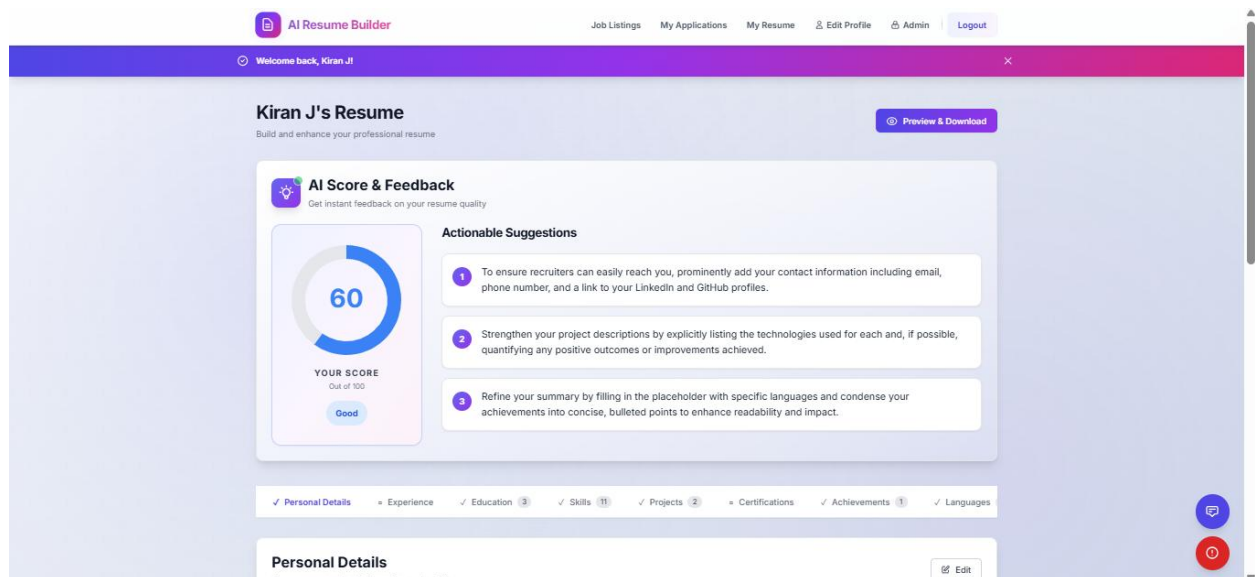 AI Resume Builder
Job Listings My Applications My Resume Edit Profile Admin Logout
Welcome back, Kiran J!
Kiran J's Resume
Build and enhance your professional resume
Preview & Download
AI Score & Feedback
Get instant feedback on your resume quality
60
YOUR SCORE
Out of 100
Good
Actionable Suggestions
1 To ensure recruiters can easily reach you, prominently add your contact information including email,
phone number, and a link to your LinkedIn and GitHub profiles.
2 Strengthen your project descriptions by explicitly listing the technologies used for each and, if possible,
quantifying any positive outcomes or improvements achieved.
3 Refine your summary by filling in the placeholder with specific languages and condense your
achievements into concise, bulleted points to enhance readability and impact.
✓ Personal Details Experience ✓ Education 3 ✓ Skills 11 ✓ Projects 2 Certifications ✓ Achievements 1 ✓ Languages
Personal Details
Edit